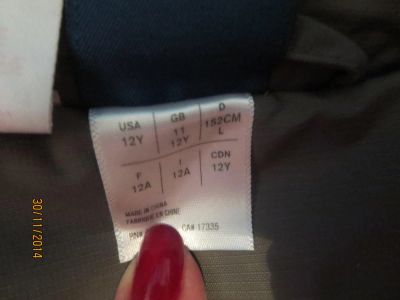 USA GB D
12Y 11 152CM
12Y L
F I CDN
12A 12A 12Y
MADE IN CHINA
FABRIQUÉ EN CHINE
RN# CA# 17335
30/11/2014